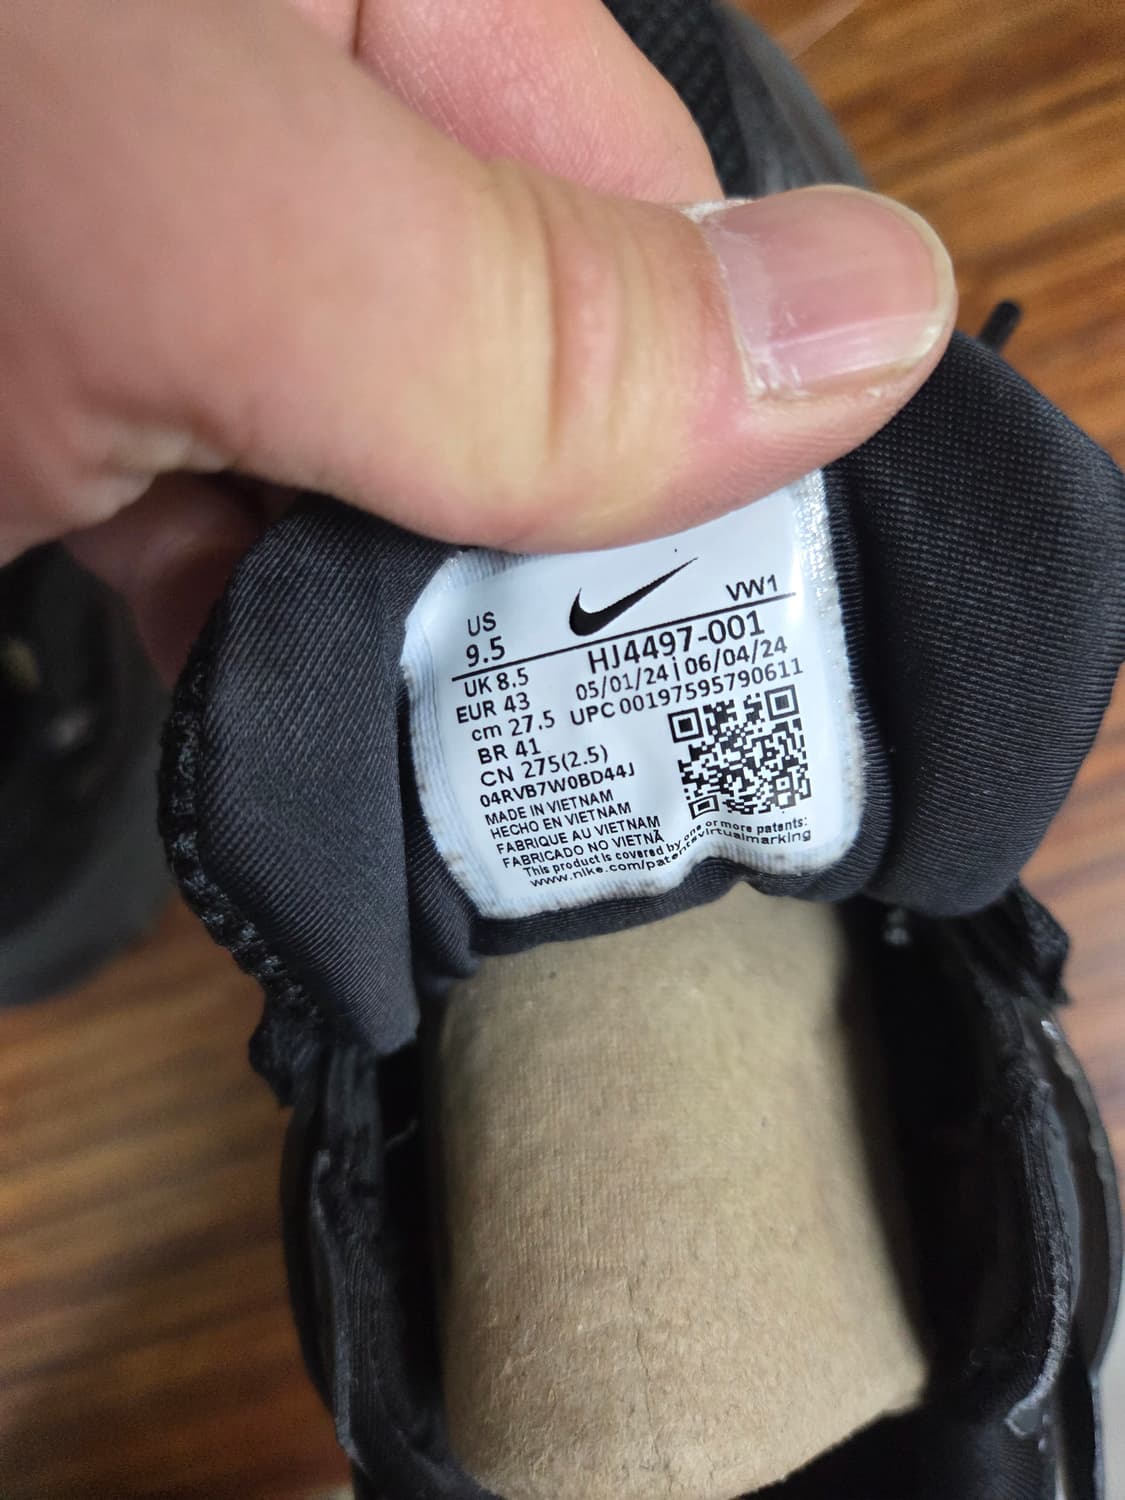 US
9.5
VW1
HJ4497-001
UK 8.5
05/01/24|06/04/24
EUR 43
UPC 00197595790611
cm 27.5
BR 41
CN 275(2.5)
04RVB7W0BD44J
MADE IN VIETNAM
HECHO EN VIETNAM
FABRIQUE AU VIETNAM
FABRICADO NO VIETNÃ
This product is covered by one or more patents:
www.nike.com/patentsvirtualmarking